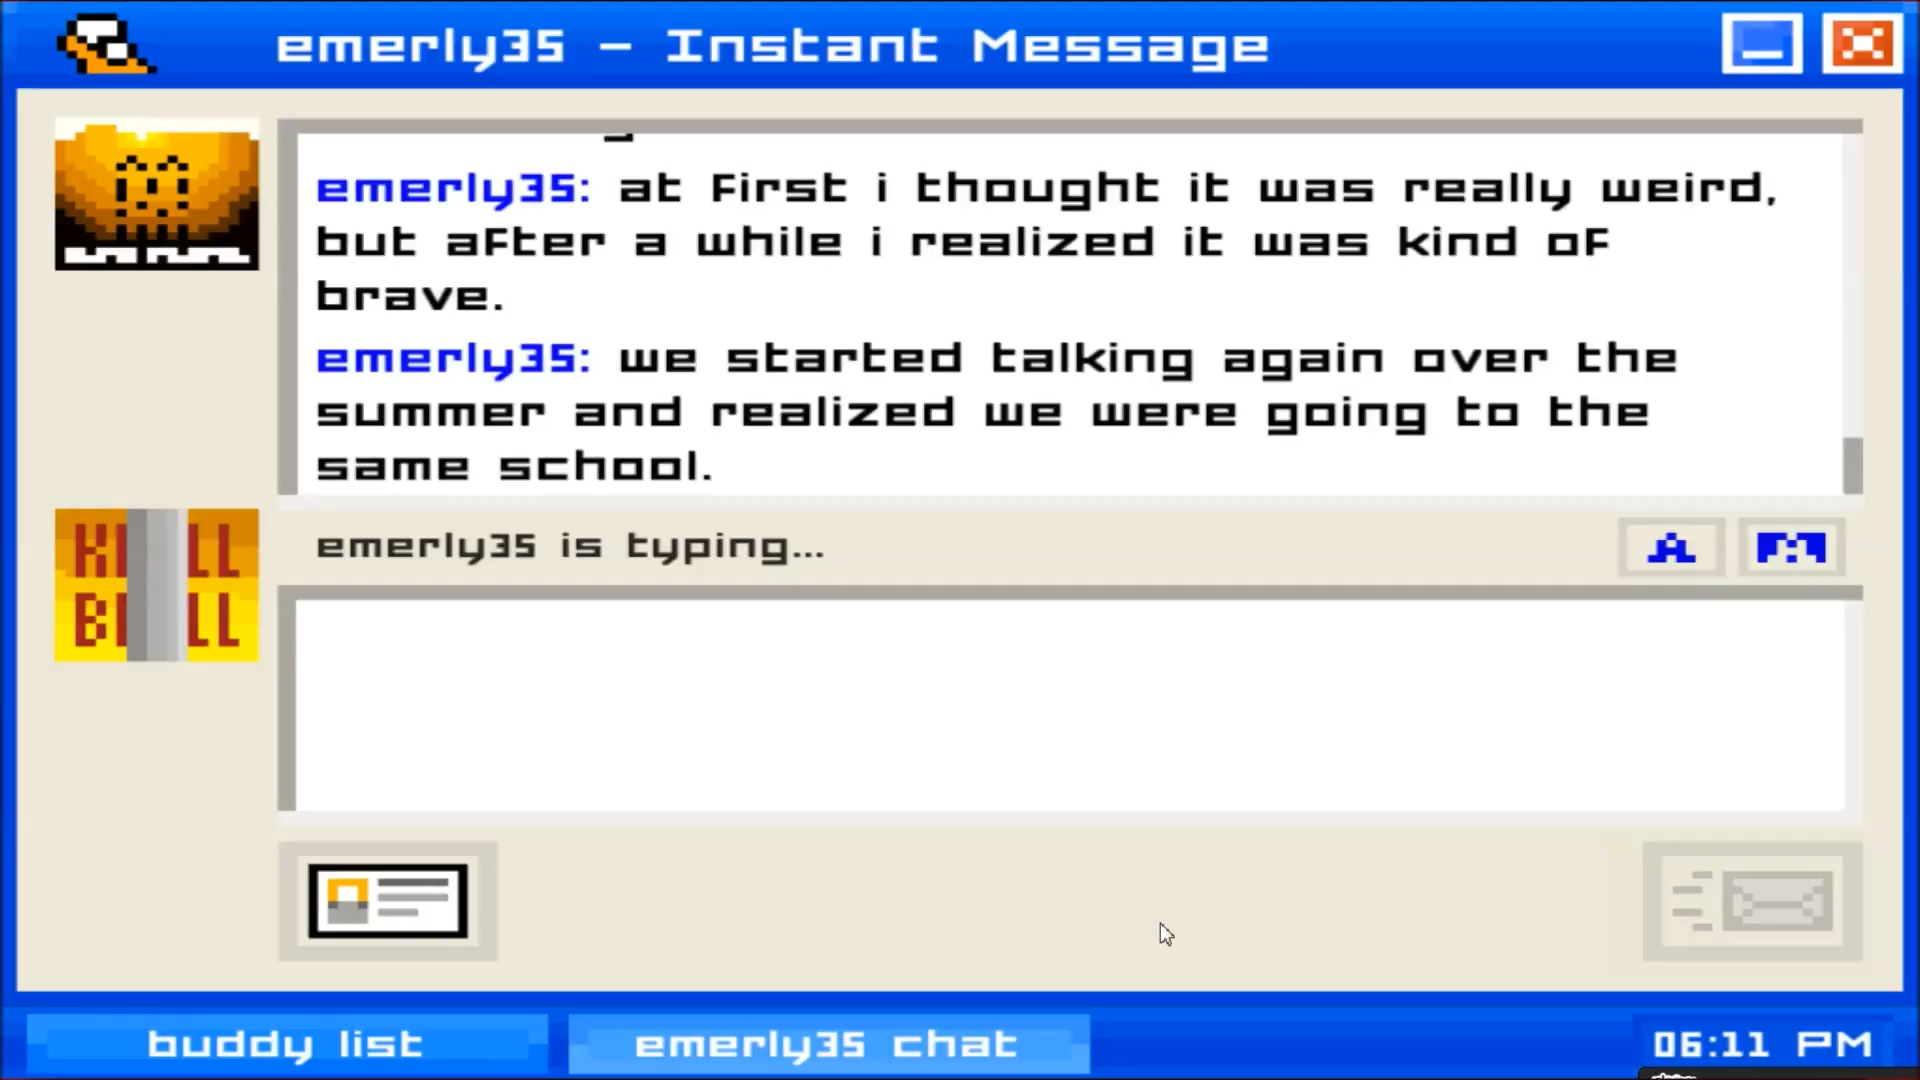 emerly35 - Instant Message
emerly35: at first i thought it was really weird,
but after a while i realized it was kind of
brave.
emerly35: we started talking again over the
summer and realized we were going to the
same school.
KILL
BILL
emerly35 is typing...
A
buddy list
emerly35 chat
06:11 PM